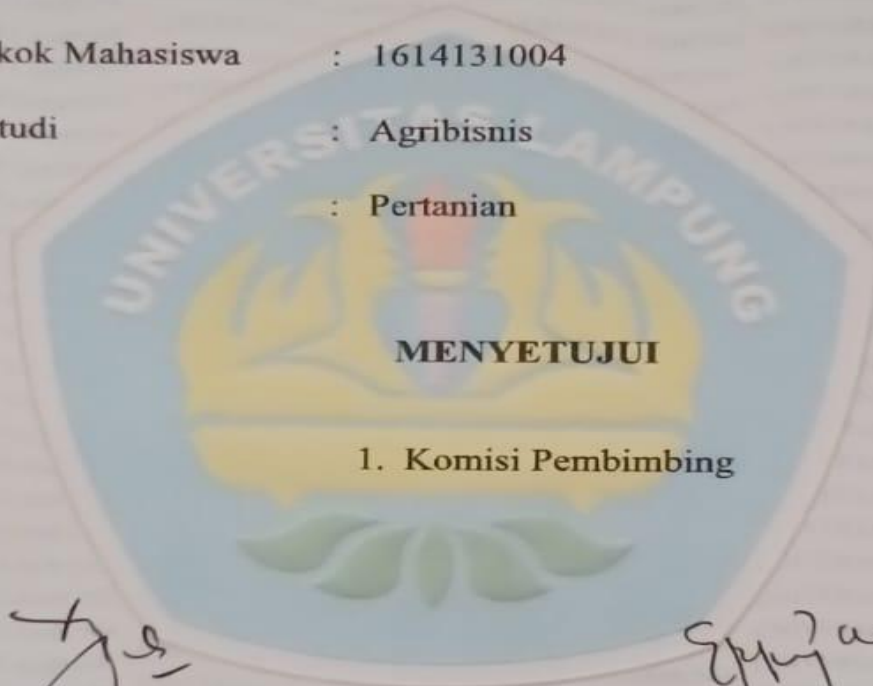 kok Mahasiswa : 1614131004
tudi : Agribisnis
: Pertanian
UNIVERSITAS LAMPUNG
MENYETUJUI
1. Komisi Pembimbing